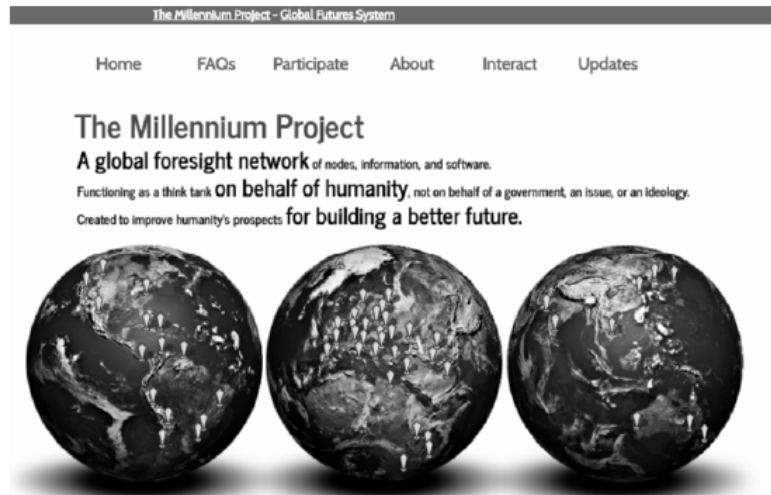 The Millennium Project - Global Futures System
Home FAQs Participate About Interact Updates
The Millennium Project
A global foresight network of nodes, information, and software.
Functioning as a think tank on behalf of humanity, not on behalf of a government, an issue, or an ideology.
Created to improve humanity's prospects for building a better future.